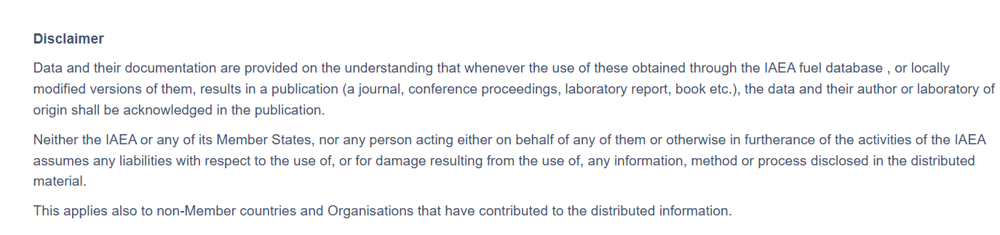 Disclaimer
Data and their documentation are provided on the understanding that whenever the use of these obtained through the IAEA fuel database , or locally
modified versions of them, results in a publication (a journal, conference proceedings, laboratory report, book etc.), the data and their author or laboratory of
origin shall be acknowledged in the publication.
Neither the IAEA or any of its Member States, nor any person acting either on behalf of any of them or otherwise in furtherance of the activities of the IAEA
assumes any liabilities with respect to the use of, or for damage resulting from the use of, any information, method or process disclosed in the distributed
material.
This applies also to non-Member countries and Organisations that have contributed to the distributed information.